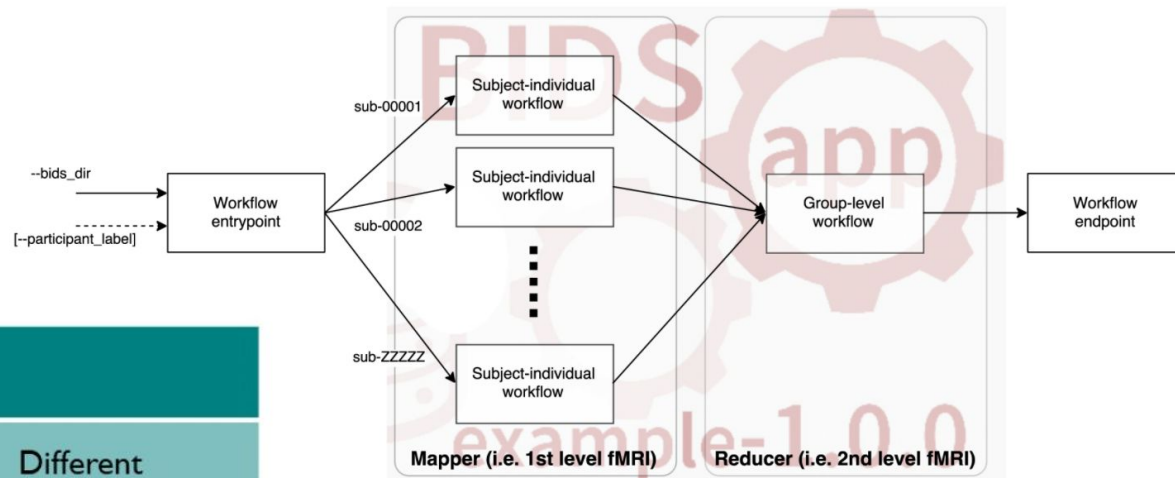 BIDS
app
example-1.0.0
--bids_dir
[--participant_label]
Workflow
entrypoint
sub-00001
sub-00002
sub-ZZZZZ
Subject-individual
workflow
Subject-individual
workflow
Subject-individual
workflow
Mapper (i.e. 1st level fMRI)
Group-level
workflow
Reducer (i.e. 2nd level fMRI)
Workflow
endpoint
Different